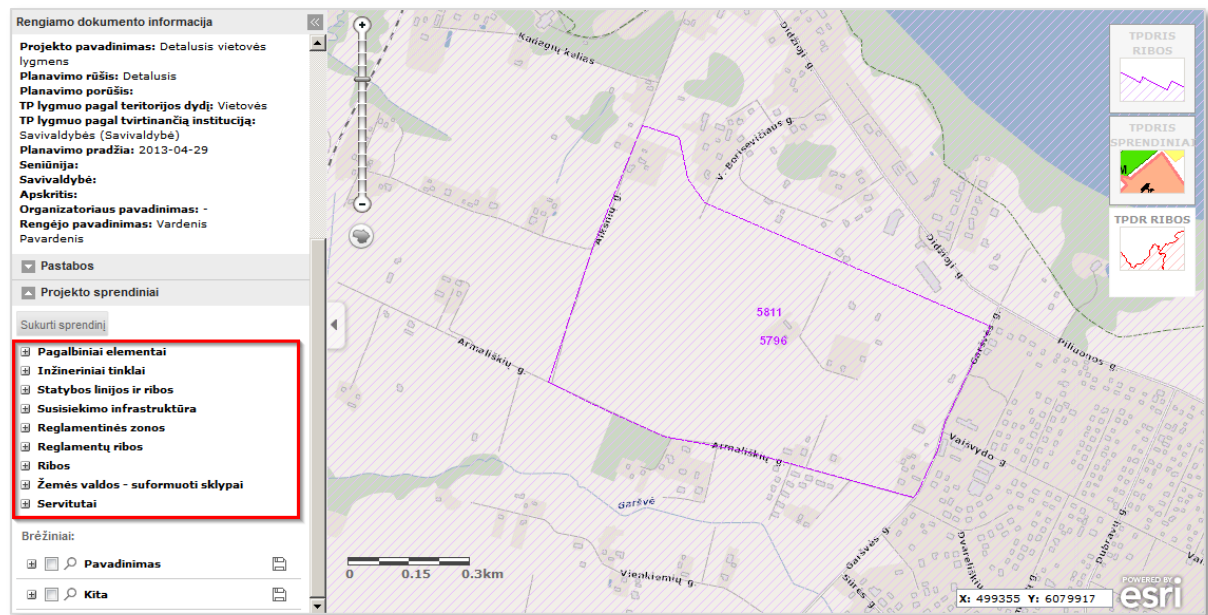 Rengiamo dokumento informacija
Projekto pavadinimas: Detalusis vietovės
lygmens
Planavimo rūšis: Detalusis
Planavimo porūšis:
TP lygmuo pagal teritorijos dydį: Vietovės
TP lygmuo pagal tvirtinančią instituciją:
Savivaldybės (Savivaldybė)
Planavimo pradžia: 2013-04-29
Seniūnija:
Savivaldybė:
Apskritis:
Organizatoriaus pavadinimas: -
Rengėjo pavadinimas: Vardenis
Pavardenis
Pastabos
Projekto sprendiniai
Sukurti sprendinį
Pagalbiniai elementai
Inžineriniai tinklai
Statybos linijos ir ribos
Susisiekimo infrastruktūra
Reglamentinės zonos
Reglamentų ribos
Ribos
Žemės valdos - suformuoti sklypai
Servitutai
Brėžiniai:
Pavadinimas
Kita
Karaegių kelias
Didžioji g.
V. Borisevičiaus g.
Alksnių g.
Didžioji g.
5811
5796
Garšvės g.
Piliuonos g.
Armališkių g.
Armališkių g.
Vaišvydo g
Garšvė
Garšvės g.
Dubravų g.
Vienkiemių g
Sūrės g.
0 0.15 0.3km
X: 499355 Y: 6079917
POWERED BY
esri
TPDRIS
RIBOS
TPDRIS
SPRENDINIAI
TPDR RIBOS